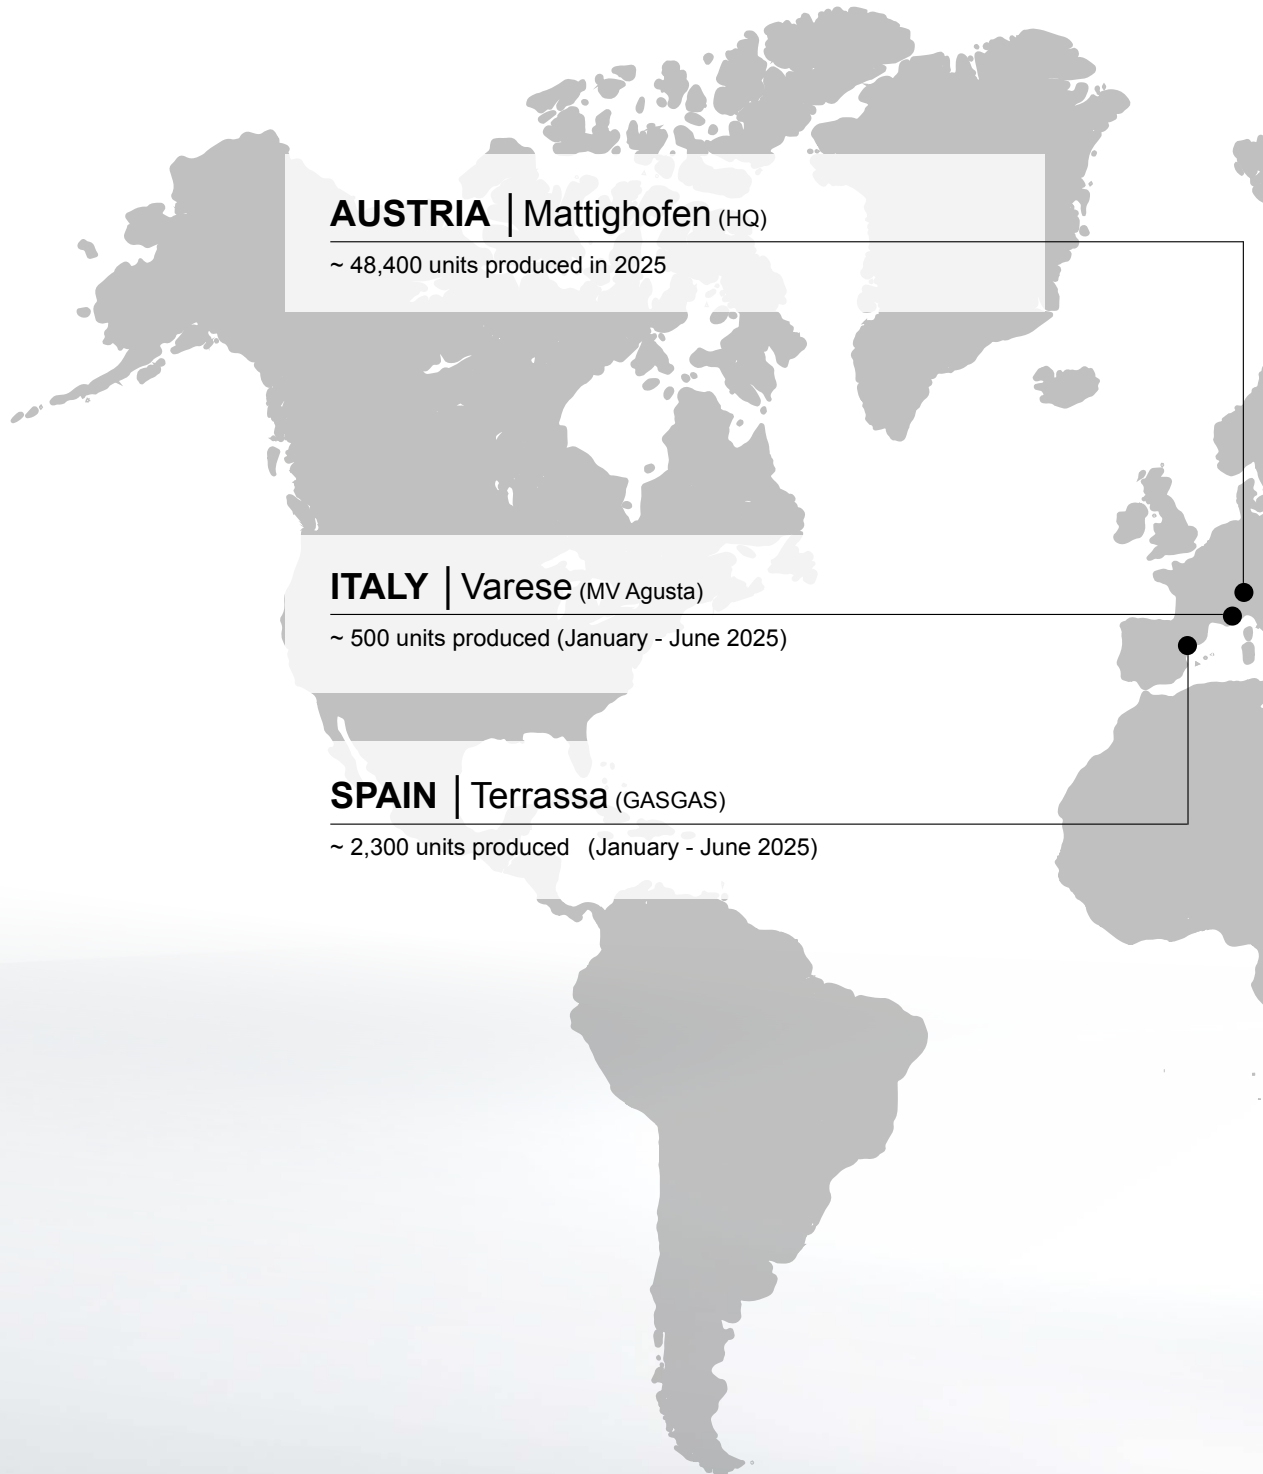 AUSTRIA | Mattighofen (HQ)
~ 48,400 units produced in 2025
ITALY | Varese (MV Agusta)
~ 500 units produced (January - June 2025)
SPAIN | Terrassa (GASGAS)
~ 2,300 units produced (January - June 2025)